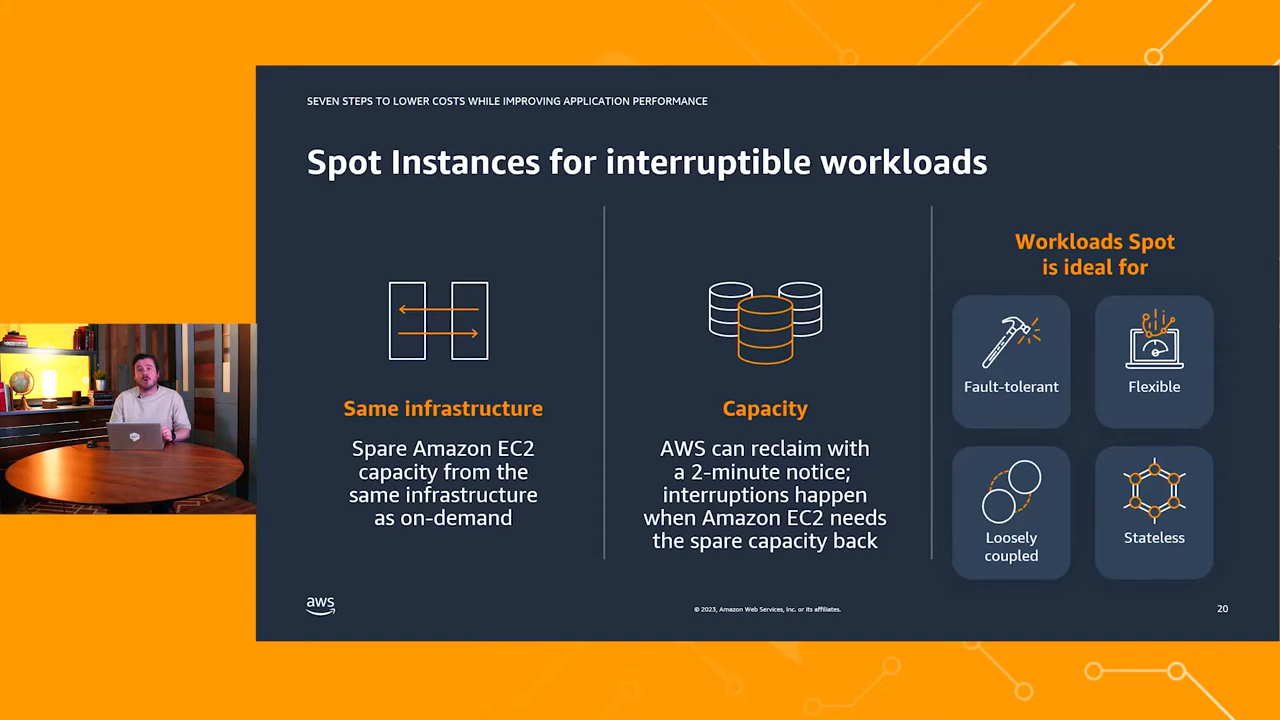 SEVEN STEPS TO LOWER COSTS WHILE IMPROVING APPLICATION PERFORMANCE
Spot Instances for interruptible workloads
Same infrastructure
Spare Amazon EC2
capacity from the
same infrastructure
as on-demand
Capacity
AWS can reclaim with
a 2-minute notice;
interruptions happen
when Amazon EC2 needs
the spare capacity back
Workloads Spot
is ideal for
Fault-tolerant
Flexible
Loosely
coupled
Stateless
aws
© 2023, Amazon Web Services, Inc. or its affiliates.
20